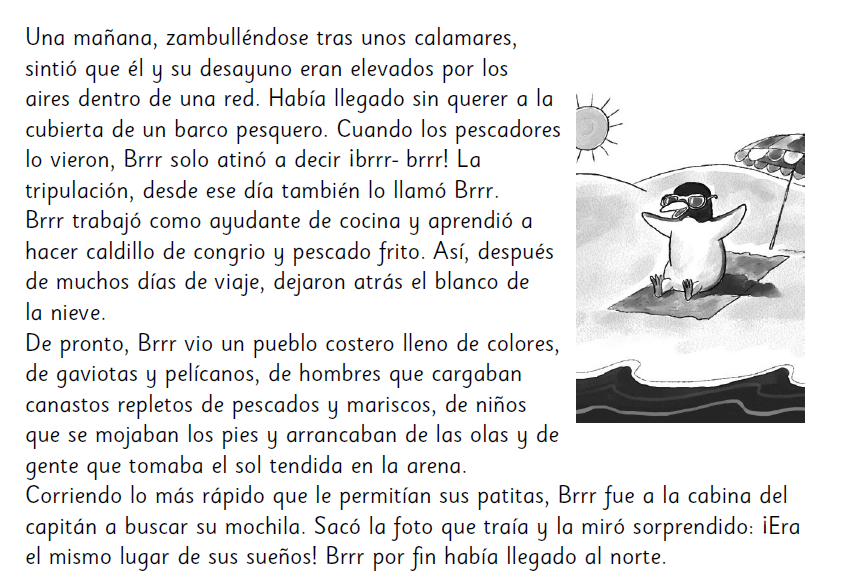 Una mañana, zambulléndose tras unos calamares,
sintió que él y su desayuno eran elevados por los
aires dentro de una red. Había llegado sin querer a la
cubierta de un barco pesquero. Cuando los pescadores
lo vieron, Brrr solo atinó a decir ¡brrr- brrr! La
tripulación, desde ese día también lo llamó Brrr.
Brrr trabajó como ayudante de cocina y aprendió a
hacer caldillo de congrio y pescado frito. Así, después
de muchos días de viaje, dejaron atrás el blanco de
la nieve.
De pronto, Brrr vio un pueblo costero lleno de colores,
de gaviotas y pelícanos, de hombres que cargaban
canastos repletos de pescados y mariscos, de niños
que se mojaban los pies y arrancaban de las olas y de
gente que tomaba el sol tendida en la arena.
Corriendo lo más rápido que le permitían sus patitas, Brrr fue a la cabina del
capitán a buscar su mochila. Sacó la foto que traía y la miró sorprendido: ¡Era
el mismo lugar de sus sueños! Brrr por fin había llegado al norte.